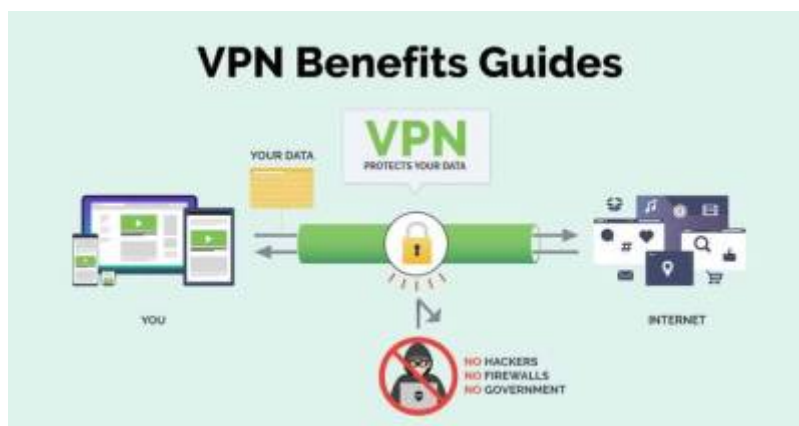 VPN Benefits Guides
VPN
PROTECTS YOUR DATA
YOUR DATA
YOU
INTERNET
NO HACKERS
NO FIREWALLS
NO GOVERNMENT